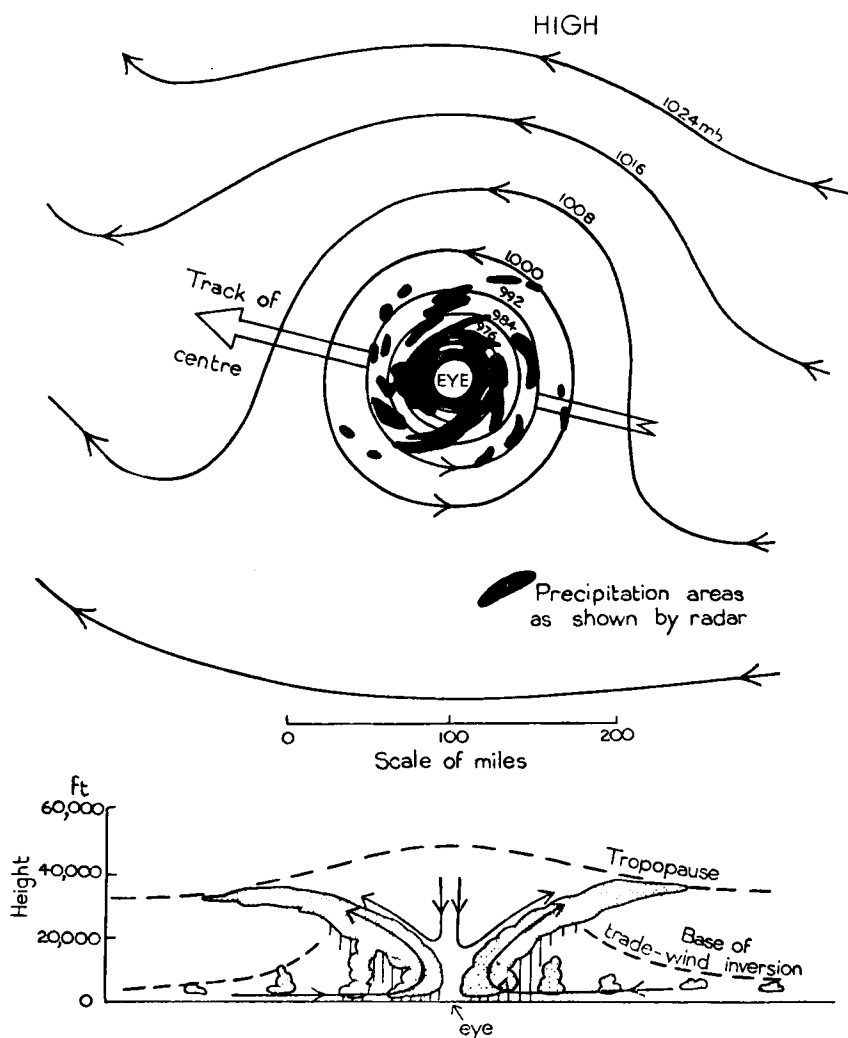 HIGH
1024mb
1016
1008
1000
992
984
976
EYE
Track of
centre
Precipitation areas
as shown by radar
0 100 200
Scale of miles
ft
60,000
40,000
20,000
0
Height
Tropopause
Base of
trade-wind inversion
eye